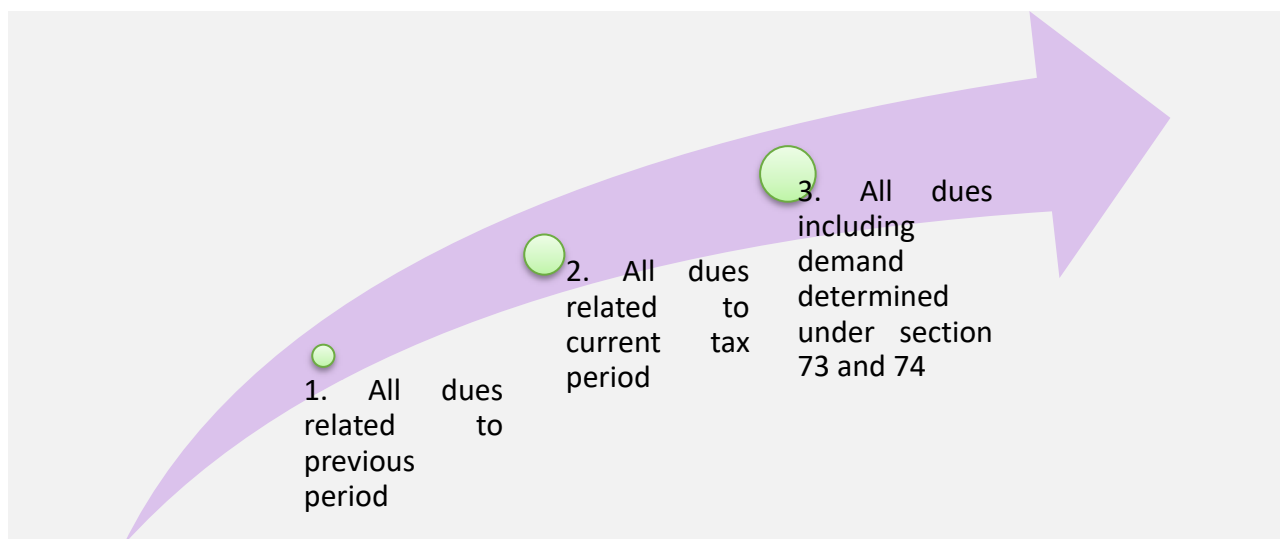 1. All dues
related to
previous
period
2. All dues
related to
current tax
period
3. All dues
including
demand
determined
under section
73 and 74